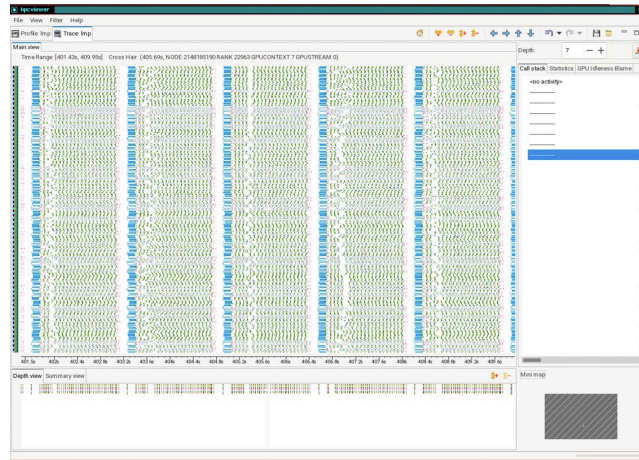 hpcviewer
File View Filter Help
Profile: lmp Trace: lmp
Main view
Time Range: [401.43s, 409.95s] Cross Hair: (405.69s, NODE 2148185190 RANK 22963 GPUCONTEXT 7 GPUSTREAM 0)
Depth: 7 - +
Call stack Statistics GPU Idleness Blame
<no activity>
-------------
-------------
-------------
-------------
-------------
-------------
401.6s 402s 402.4s 402.8s 403.2s 403.6s 404s 404.4s 404.8s 405.2s 405.6s 406s 406.4s 406.8s 407.2s 407.6s 408s 408.4s 408.8s 409.2s 409.6s
Depth view Summary view
Mini map